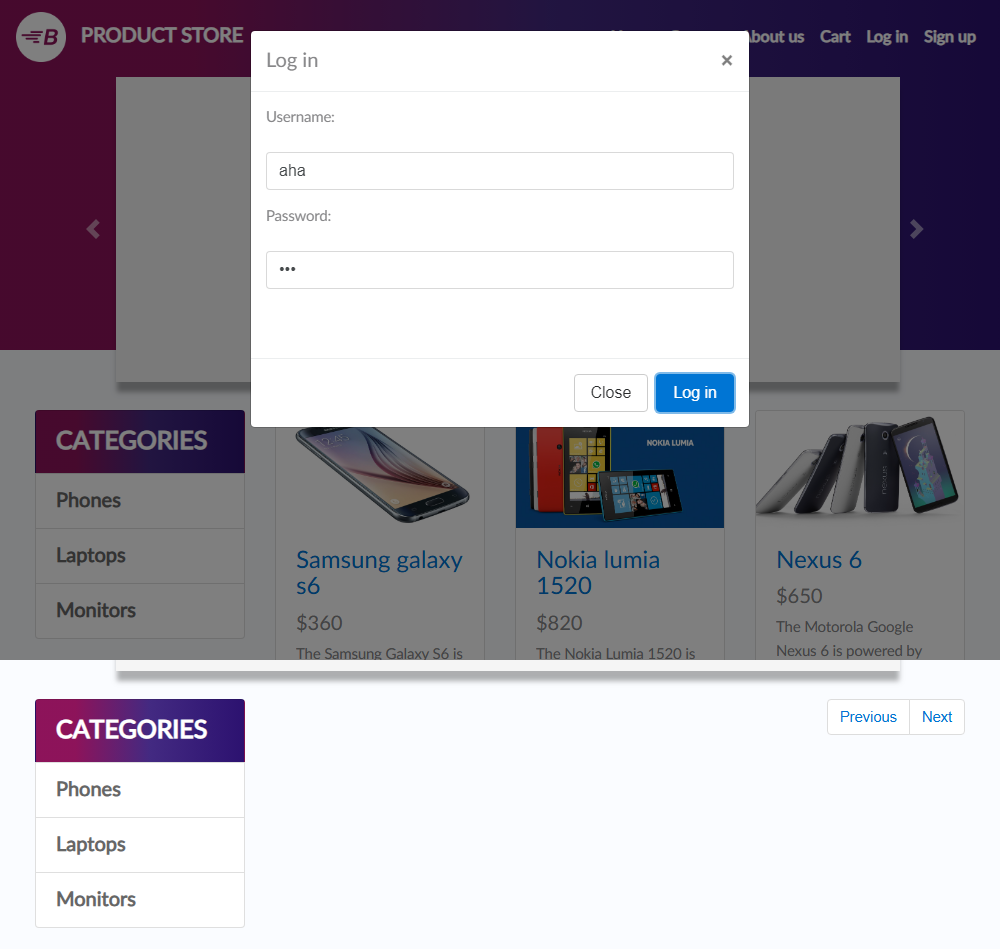 B PRODUCT STORE
About us Cart Log in Sign up
Log in ×
Username:
aha
Password:
•••
Close Log in
CATEGORIES
Phones
Laptops
Monitors
Samsung galaxy
s6
$360
The Samsung Galaxy S6 is
NOKIA LUMIA
Nokia lumia
1520
$820
The Nokia Lumia 1520 is
nexus
Nexus 6
$650
The Motorola Google
Nexus 6 is powered by
CATEGORIES
Phones
Laptops
Monitors
Previous Next